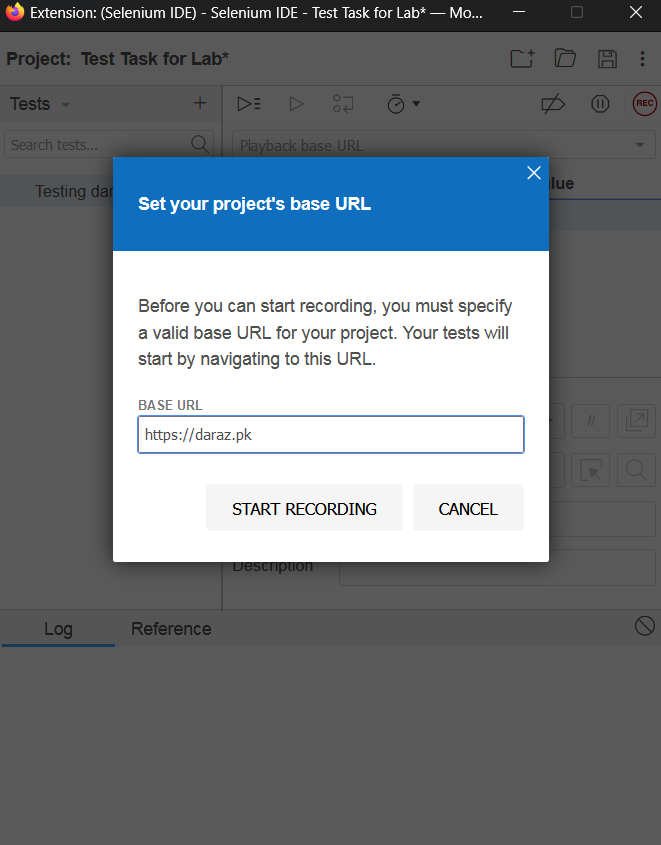 Extension: (Selenium IDE) - Selenium IDE - Test Task for Lab* — Mo...
Project: Test Task for Lab*
Tests
REC
Search tests...
Playback base URL
Testing dar
alue
Set your project's base URL
Before you can start recording, you must specify
a valid base URL for your project. Your tests will
start by navigating to this URL.
BASE URL
https://daraz.pk
//
START RECORDING
CANCEL
Description
Log
Reference